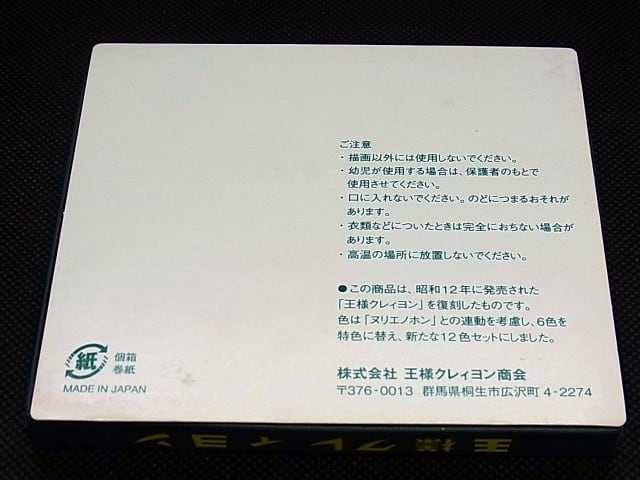 ご注意
・描画以外には使用しないでください。
・幼児が使用する場合は、保護者のもとで
使用させてください。
・口に入れないでください。のどにつまるおそれが
あります。
・衣類などについたときは完全におちない場合が
あります。
・高温の場所に放置しないでください。
●この商品は、昭和12年に発売された
「王様クレィヨン」を復刻したものです。
色は「ヌリエノホン」との連動を考慮し、6色を
特色に替え、新たな12色セットにしました。
株式会社 王様クレィヨン商会
〒376-0013 群馬県桐生市広沢町 4-2274
紙
個箱
巻紙
MADE IN JAPAN
王様クレィヨン